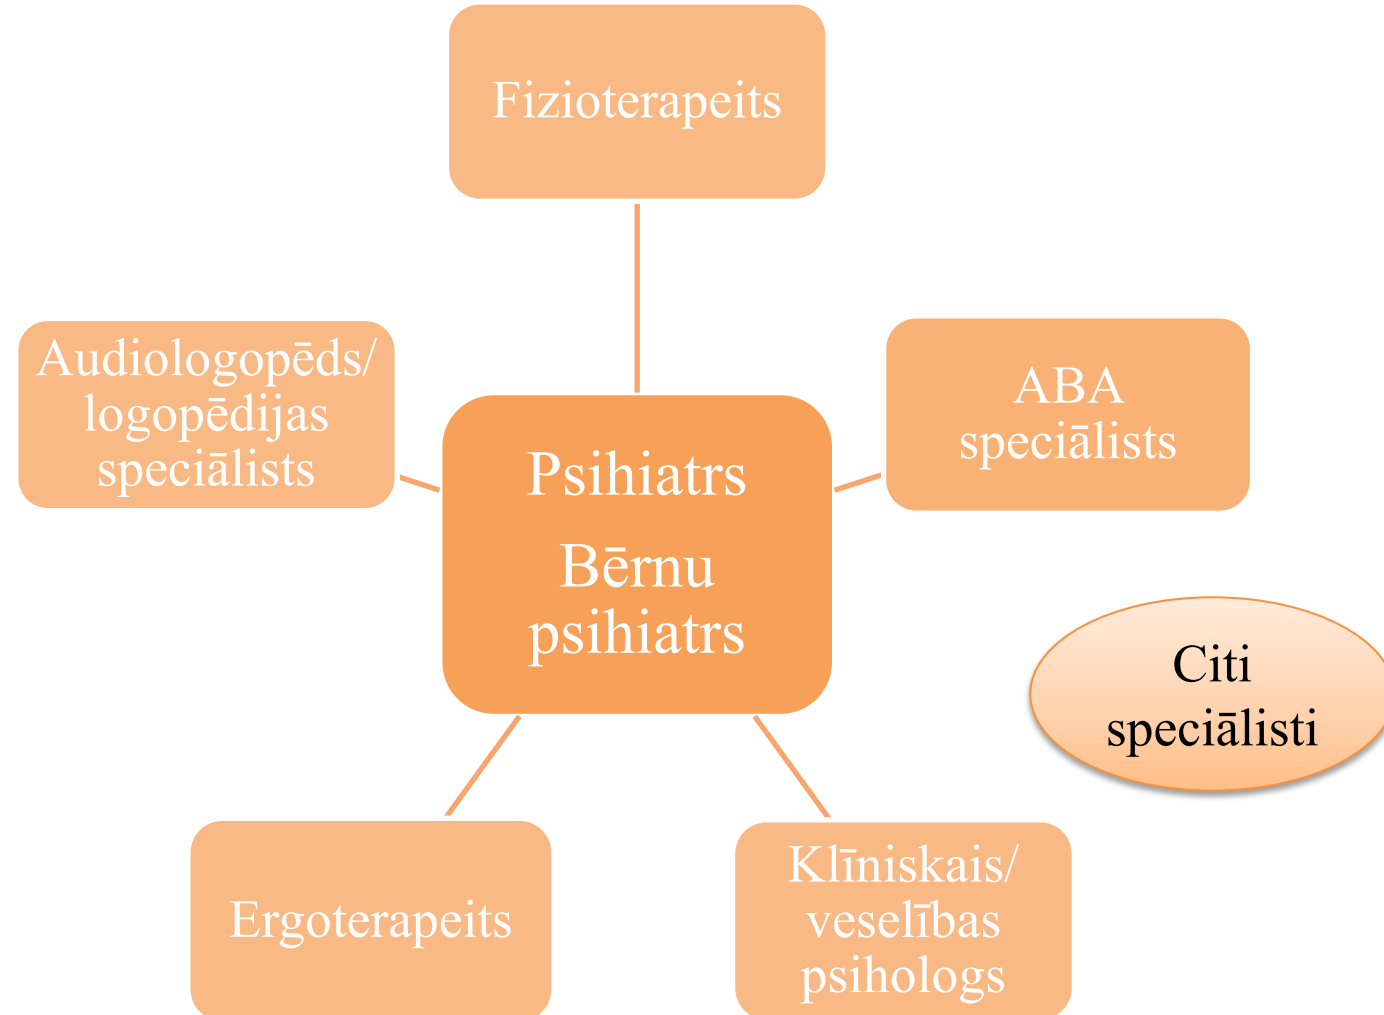 Fizioterapeits
Audiologopēds/
logopēdijas
speciālists
ABA
speciālists
Psihiatrs
Bērnu
psihiatrs
Citi
speciālisti
Ergoterapeits
Klīniskais/
veselības
psihologs